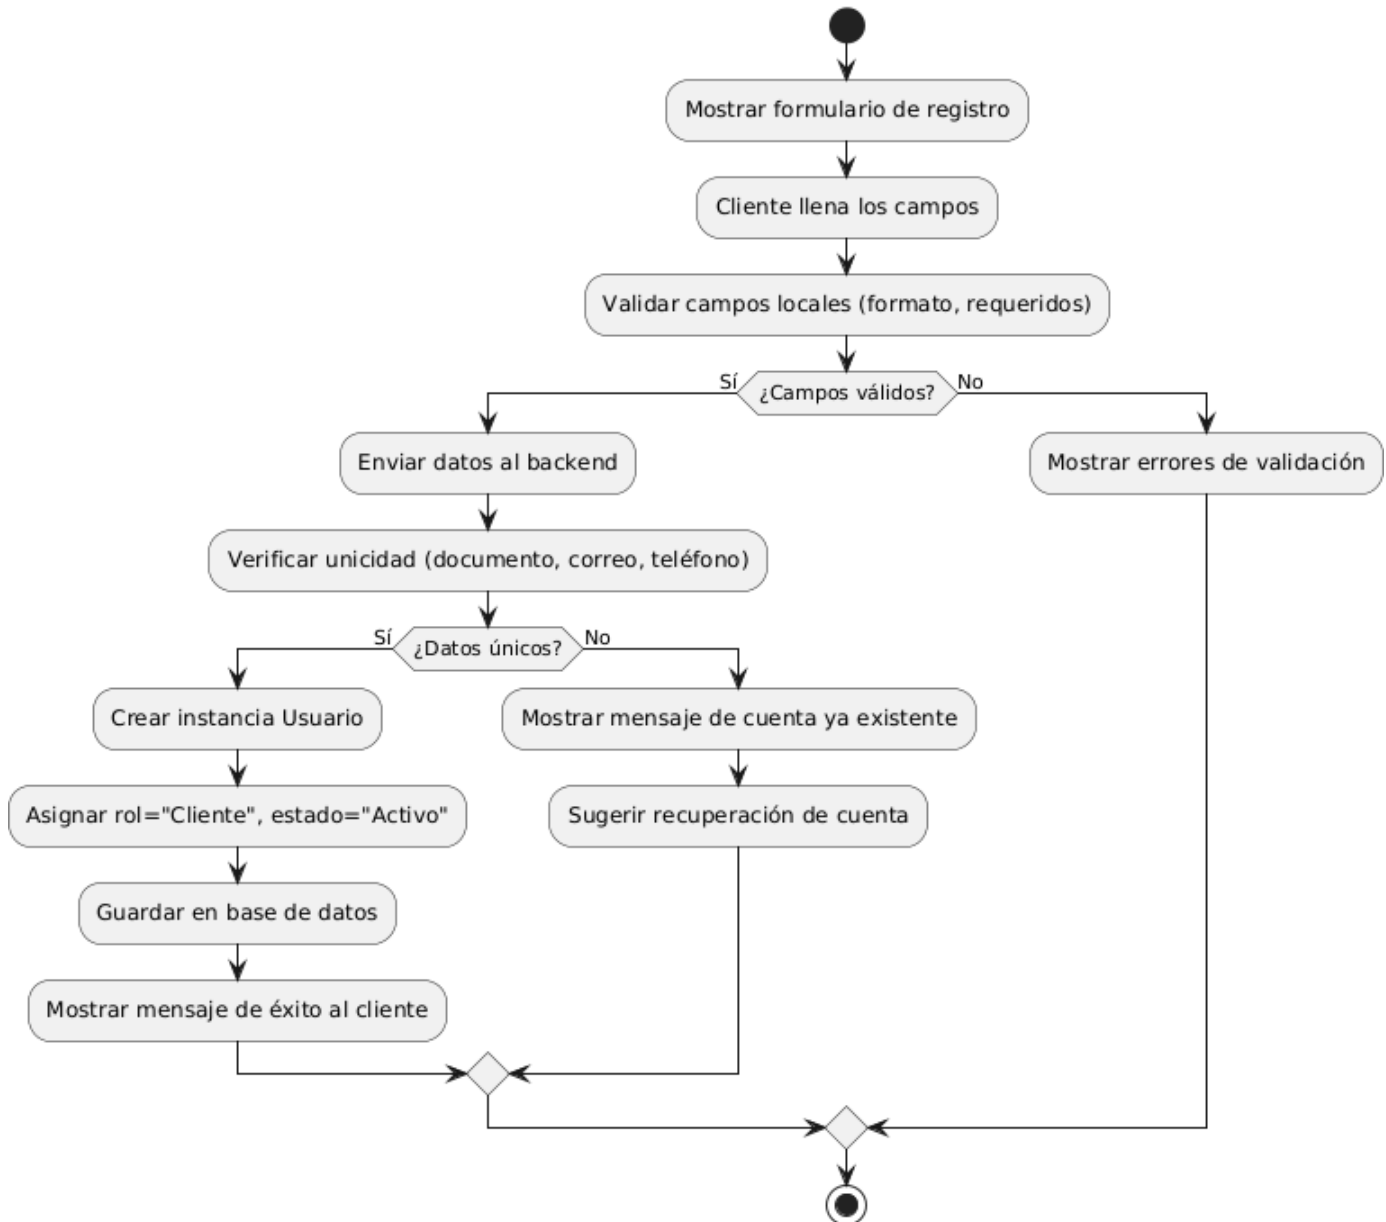 Mostrar formulario de registro
Cliente llena los campos
Validar campos locales (formato, requeridos)
Sí
¿Campos válidos?
No
Enviar datos al backend
Mostrar errores de validación
Verificar unicidad (documento, correo, teléfono)
Sí
¿Datos únicos?
No
Crear instancia Usuario
Mostrar mensaje de cuenta ya existente
Asignar rol="Cliente", estado="Activo"
Sugerir recuperación de cuenta
Guardar en base de datos
Mostrar mensaje de éxito al cliente